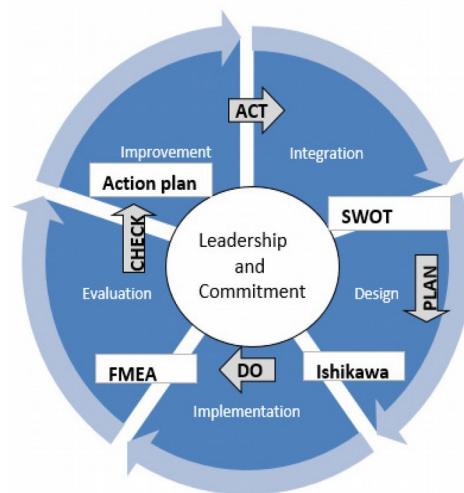 ACT
Improvement
Integration
Action plan
SWOT
Leadership
and
Commitment
CHECK
PLAN
Evaluation
Design
FMEA
DO
Ishikawa
Implementation